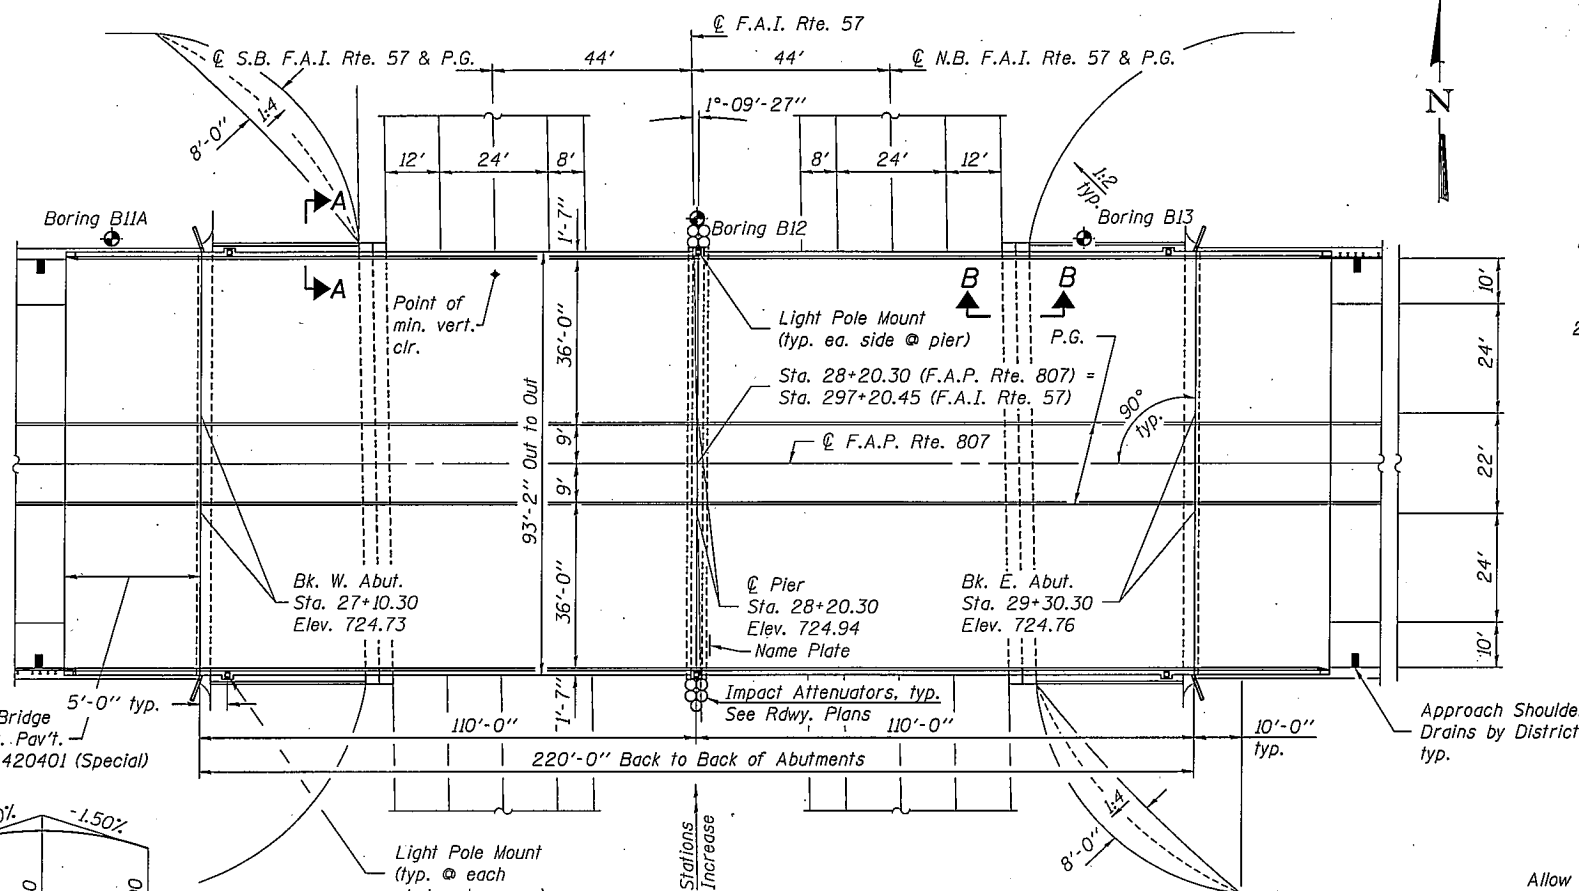 ℄ F.A.I. Rte. 57
℄ S.B. F.A.I. Rte. 57 & P.G.
44'
44'
℄ N.B. F.A.I. Rte. 57 & P.G.
1°-09'-27"
N
1:4
8'-0"
12'
24'
8'
8'
24'
12'
1:2
typ.
A
A
1'-7"
Boring B11A
Boring B12
Boring B13
B
B
10'
Point of
min. vert.
clr.
36'-0"
Light Pole Mount
(typ. ea. side @ pier)
P.G.
24'
Sta. 28+20.30 (F.A.P. Rte. 807) =
Sta. 297+20.45 (F.A.I. Rte. 57)
90°
typ.
93'-2" Out to Out
9'
9'
℄ F.A.P. Rte. 807
22'
Bk. W. Abut.
Sta. 27+10.30
Elev. 724.73
36'-0"
℄ Pier
Sta. 28+20.30
Elev. 724.94
Name Plate
Bk. E. Abut.
Sta. 29+30.30
Elev. 724.76
24'
10'
5'-0" typ.
1'-7"
Impact Attenuators, typ.
See Rdwy. Plans
Bridge
. Pav't.
420401 (Special)
110'-0"
110'-0"
10'-0"
typ.
220'-0" Back to Back of Abutments
Approach Shoulde
Drains by District
typ.
-1.50%
Light Pole Mount
(typ. @ each
Stations
Increase
1:4
8'-0"
Allow